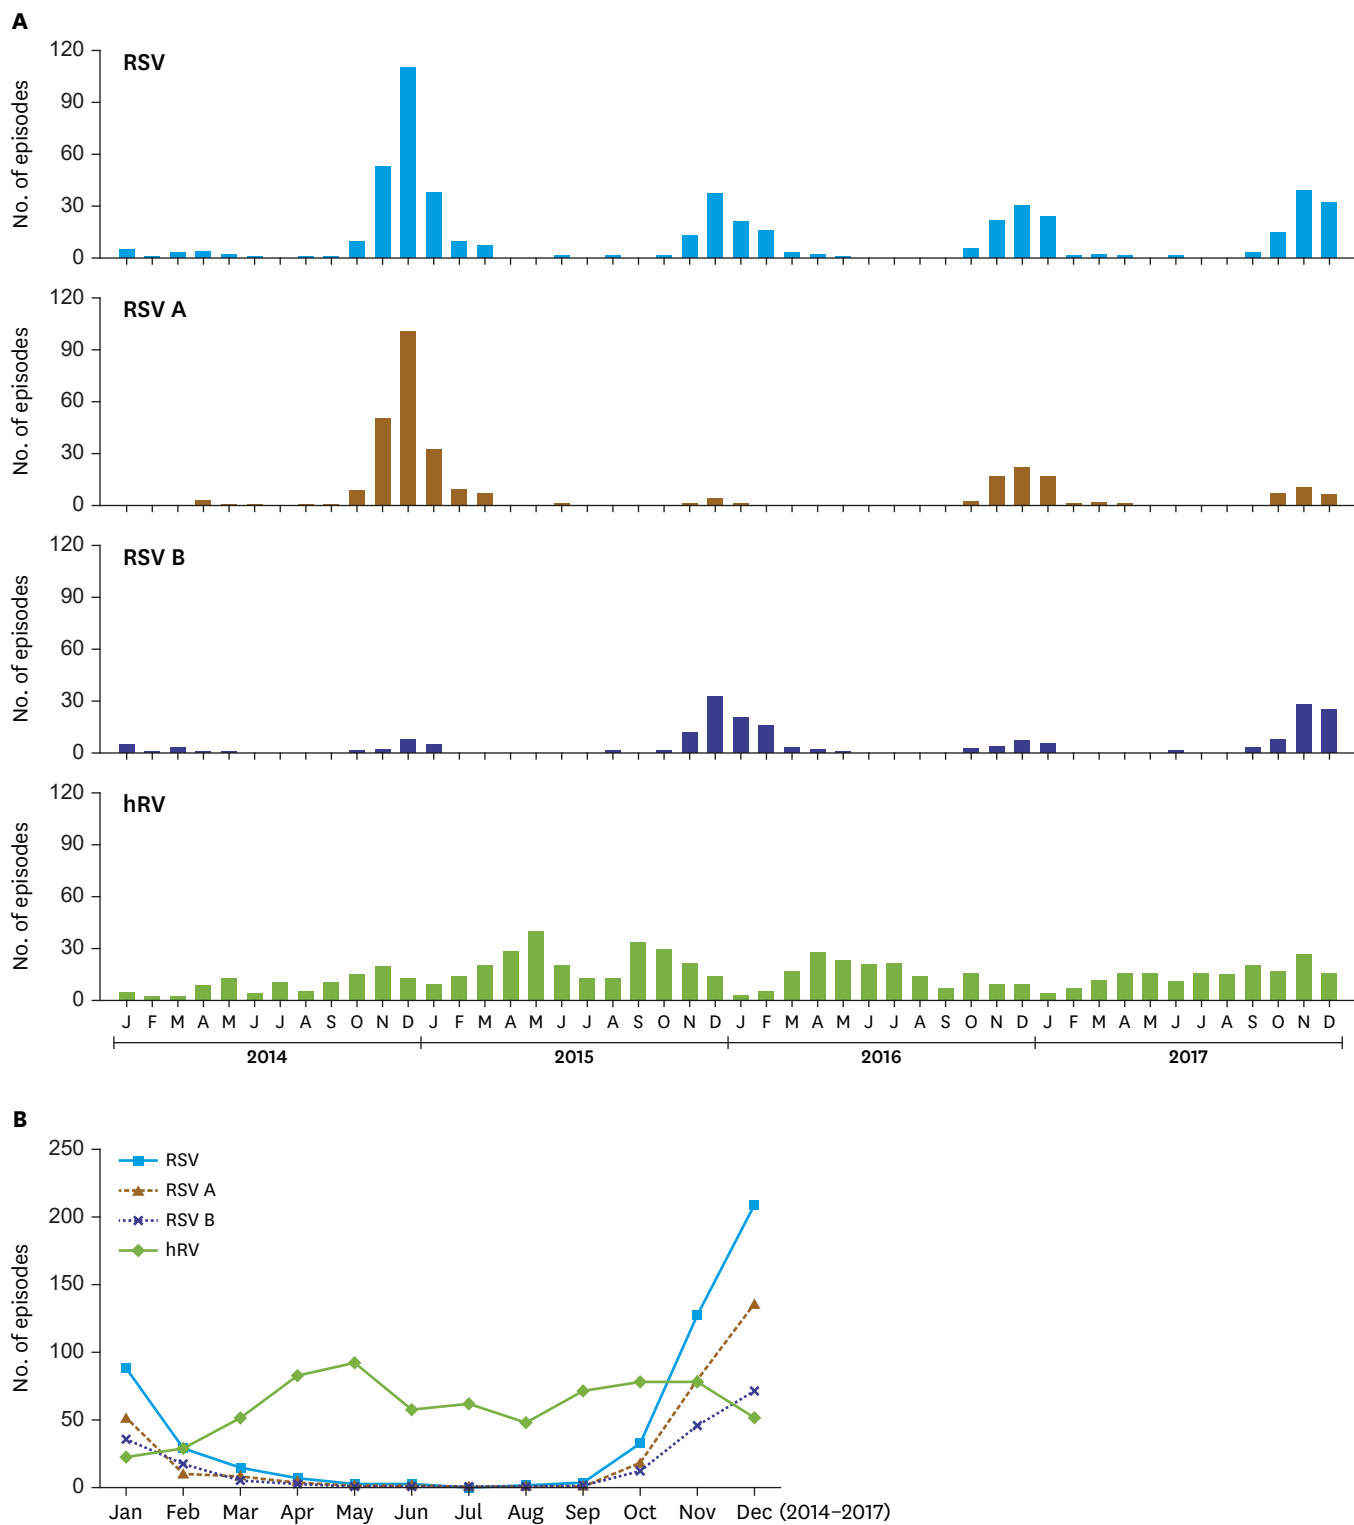 A
RSV
No. of episodes
120
90
60
30
0
RSV A
No. of episodes
120
90
60
30
0
RSV B
No. of episodes
120
90
60
30
0
hRV
No. of episodes
120
90
60
30
0
J F M A M J J A S O N D J F M A M J J A S O N D J F M A M J J A S O N D J F M A M J J A S O N D
2014 2015 2016 2017
B
No. of episodes
250
200
150
100
50
0
RSV
RSV A
RSV B
hRV
Jan Feb Mar Apr May Jun Jul Aug Sep Oct Nov Dec (2014–2017)